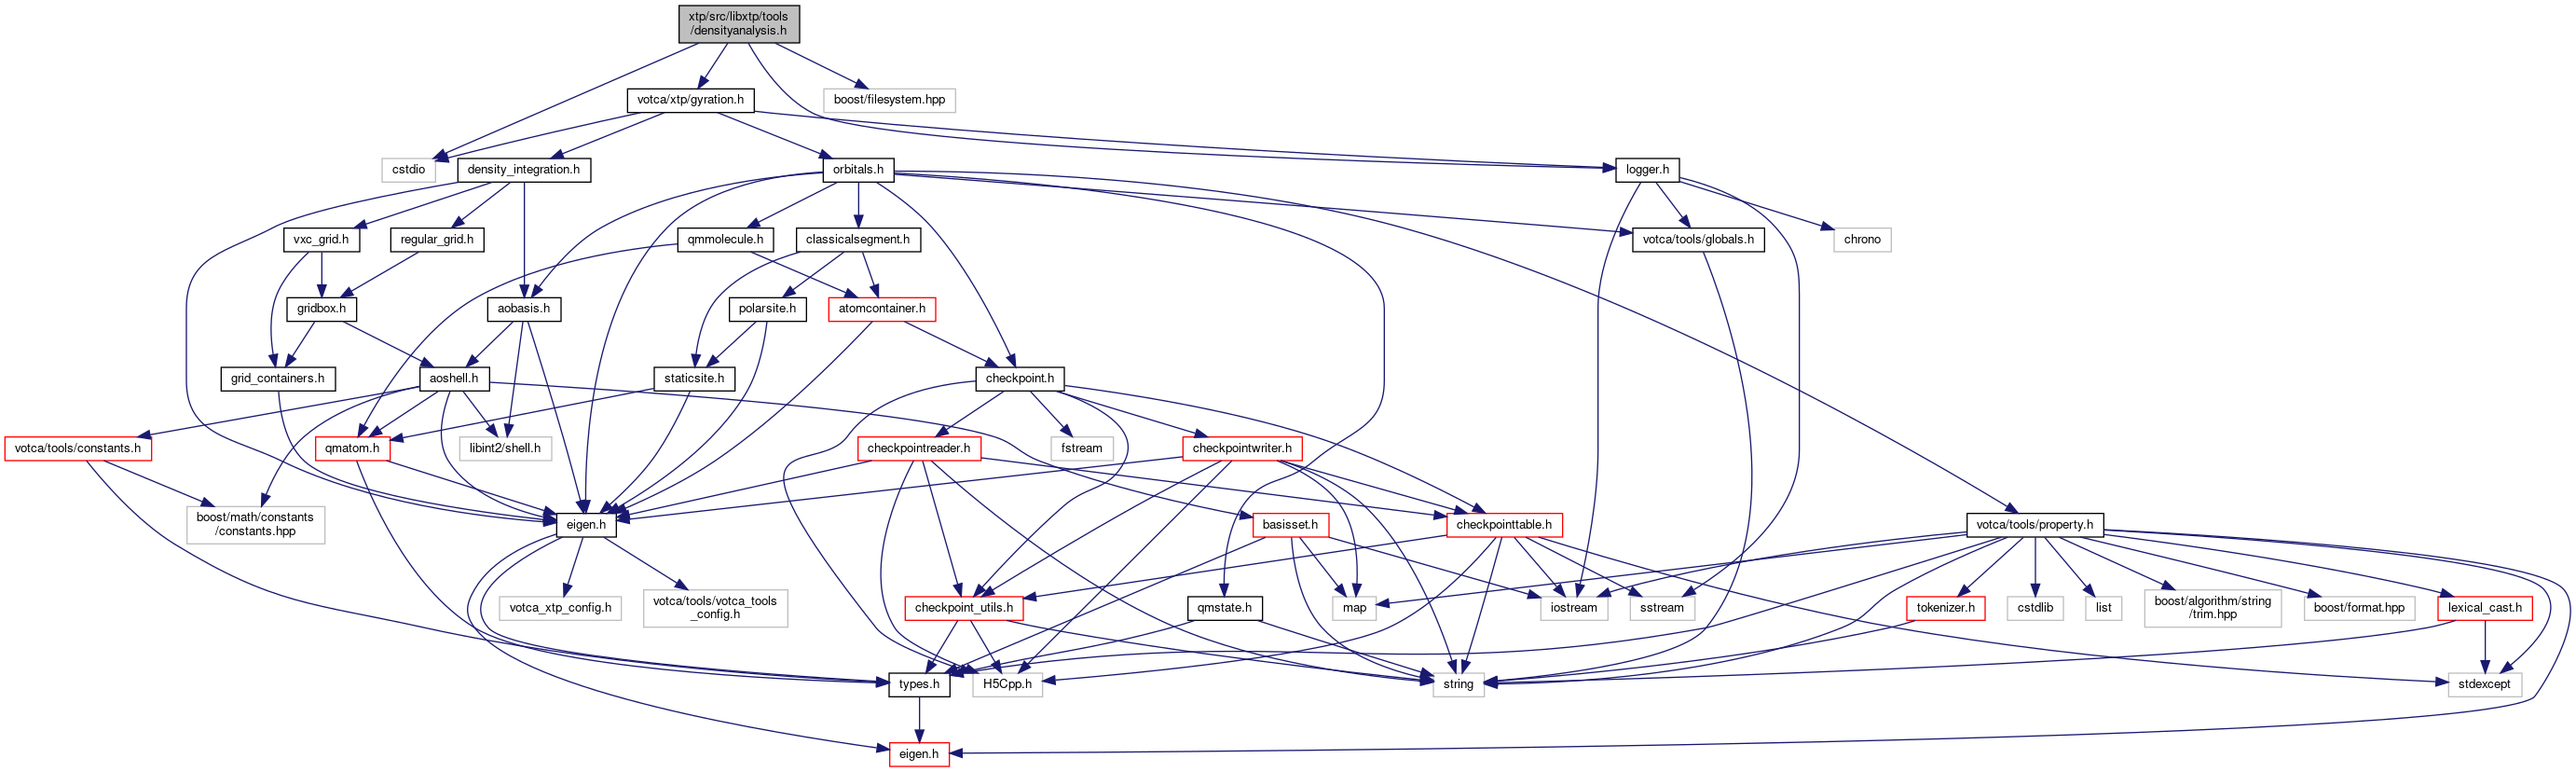 xtp/src/libxtp/tools
/densityanalysis.h
votca/xtp/gyration.h
boost/filesystem.hpp
cstdio
density_integration.h
orbitals.h
logger.h
vxc_grid.h
regular_grid.h
qmmolecule.h
classicalsegment.h
votca/tools/globals.h
chrono
gridbox.h
aobasis.h
polarsite.h
atomcontainer.h
grid_containers.h
aoshell.h
staticsite.h
checkpoint.h
votca/tools/constants.h
qmatom.h
libint2/shell.h
checkpointreader.h
fstream
checkpointwriter.h
boost/math/constants
/constants.hpp
eigen.h
basisset.h
checkpointtable.h
votca/tools/property.h
votca_xtp_config.h
votca/tools/votca_tools
_config.h
checkpoint_utils.h
qmstate.h
map
iostream
sstream
tokenizer.h
cstdlib
list
boost/algorithm/string
/trim.hpp
boost/format.hpp
lexical_cast.h
types.h
H5Cpp.h
string
stdexcept
eigen.h